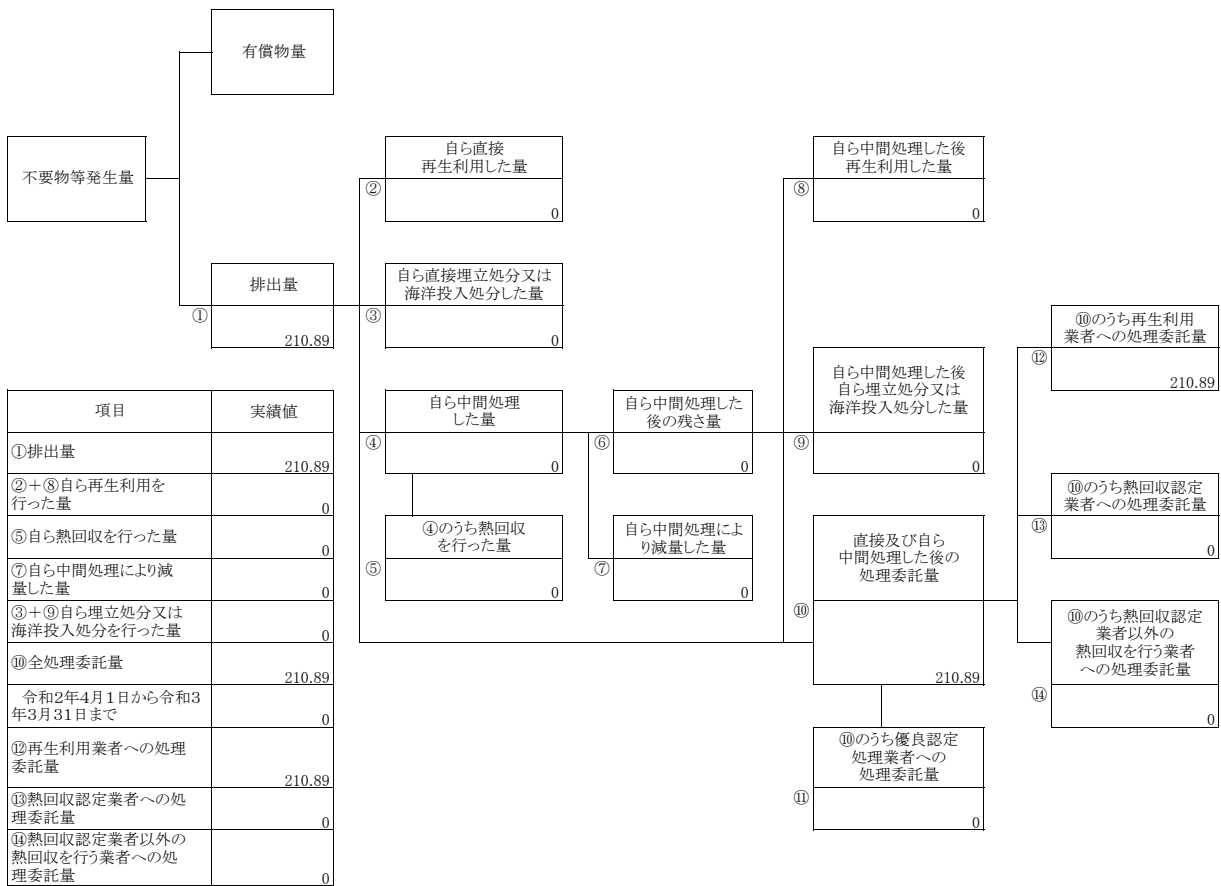 有償物量
不要物等発生量
自ら直接
再生利用した量
②
0
自ら中間処理した後
再生利用した量
⑧
0
排出量
①
210.89
自ら直接埋立処分又は
海洋投入処分した量
③
0
⑩のうち再生利用
業者への処理委託量
⑫
210.89
自ら中間処理
した量
④
0
自ら中間処理した
後の残さ量
⑥
0
自ら中間処理した後
自ら埋立処分又は
海洋投入処分した量
⑨
0
⑩のうち熱回収認定
業者への処理委託量
⑬
0
④のうち熱回収
を行った量
⑤
0
自ら中間処理によ
り減量した量
⑦
0
直接及び自ら
中間処理した後の
処理委託量
⑩
210.89
⑩のうち熱回収認定
業者以外の
熱回収を行う業者
への処理委託量
⑭
0
⑩のうち優良認定
処理業者への
処理委託量
⑪
0
項目 実績値
①排出量
210.89
②+⑧自ら再生利用を
行った量
0
⑤自ら熱回収を行った量
0
⑦自ら中間処理により減
量した量
0
③+⑨自ら埋立処分又は
海洋投入処分を行った量
0
⑩全処理委託量
210.89
令和2年4月1日から令和3
年3月31日まで
0
⑫再生利用業者への処理
委託量
210.89
⑬熱回収認定業者への処
理委託量
0
⑭熱回収認定業者以外の
熱回収を行う業者への処
理委託量
0